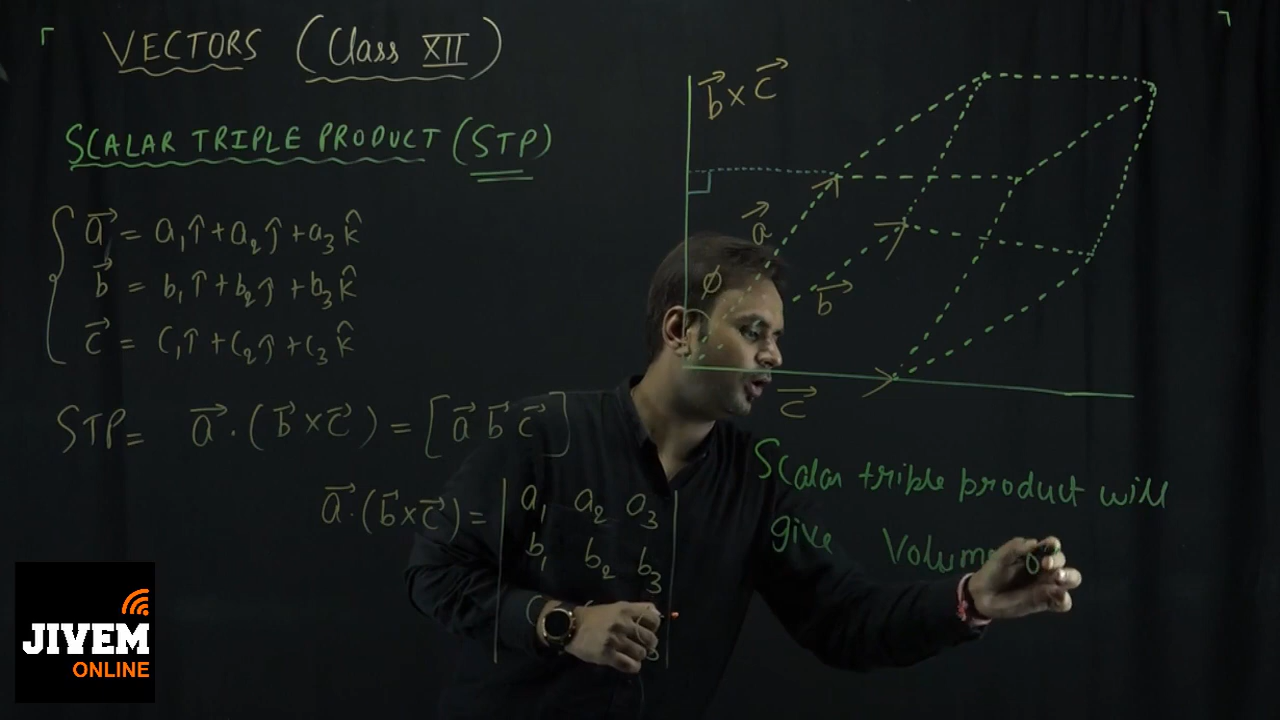 VECTORS (Class XII)
SCALAR TRIPLE PRODUCT (STP)
a⃗ = a₁î + a₂ĵ + a₃k̂
b⃗ = b₁î + b₂ĵ + b₃k̂
c⃗ = c₁î + c₂ĵ + c₃k̂
STP = a⃗ · (b⃗ × c⃗) = [a⃗ b⃗ c⃗]
a⃗ · (b⃗ × c⃗) =
a₁ a₂ a₃
b₁ b₂ b₃
b⃗ × c⃗
a⃗
ϕ
b⃗
c⃗
Scalar trible product will
give Volume
JIVEM
ONLINE